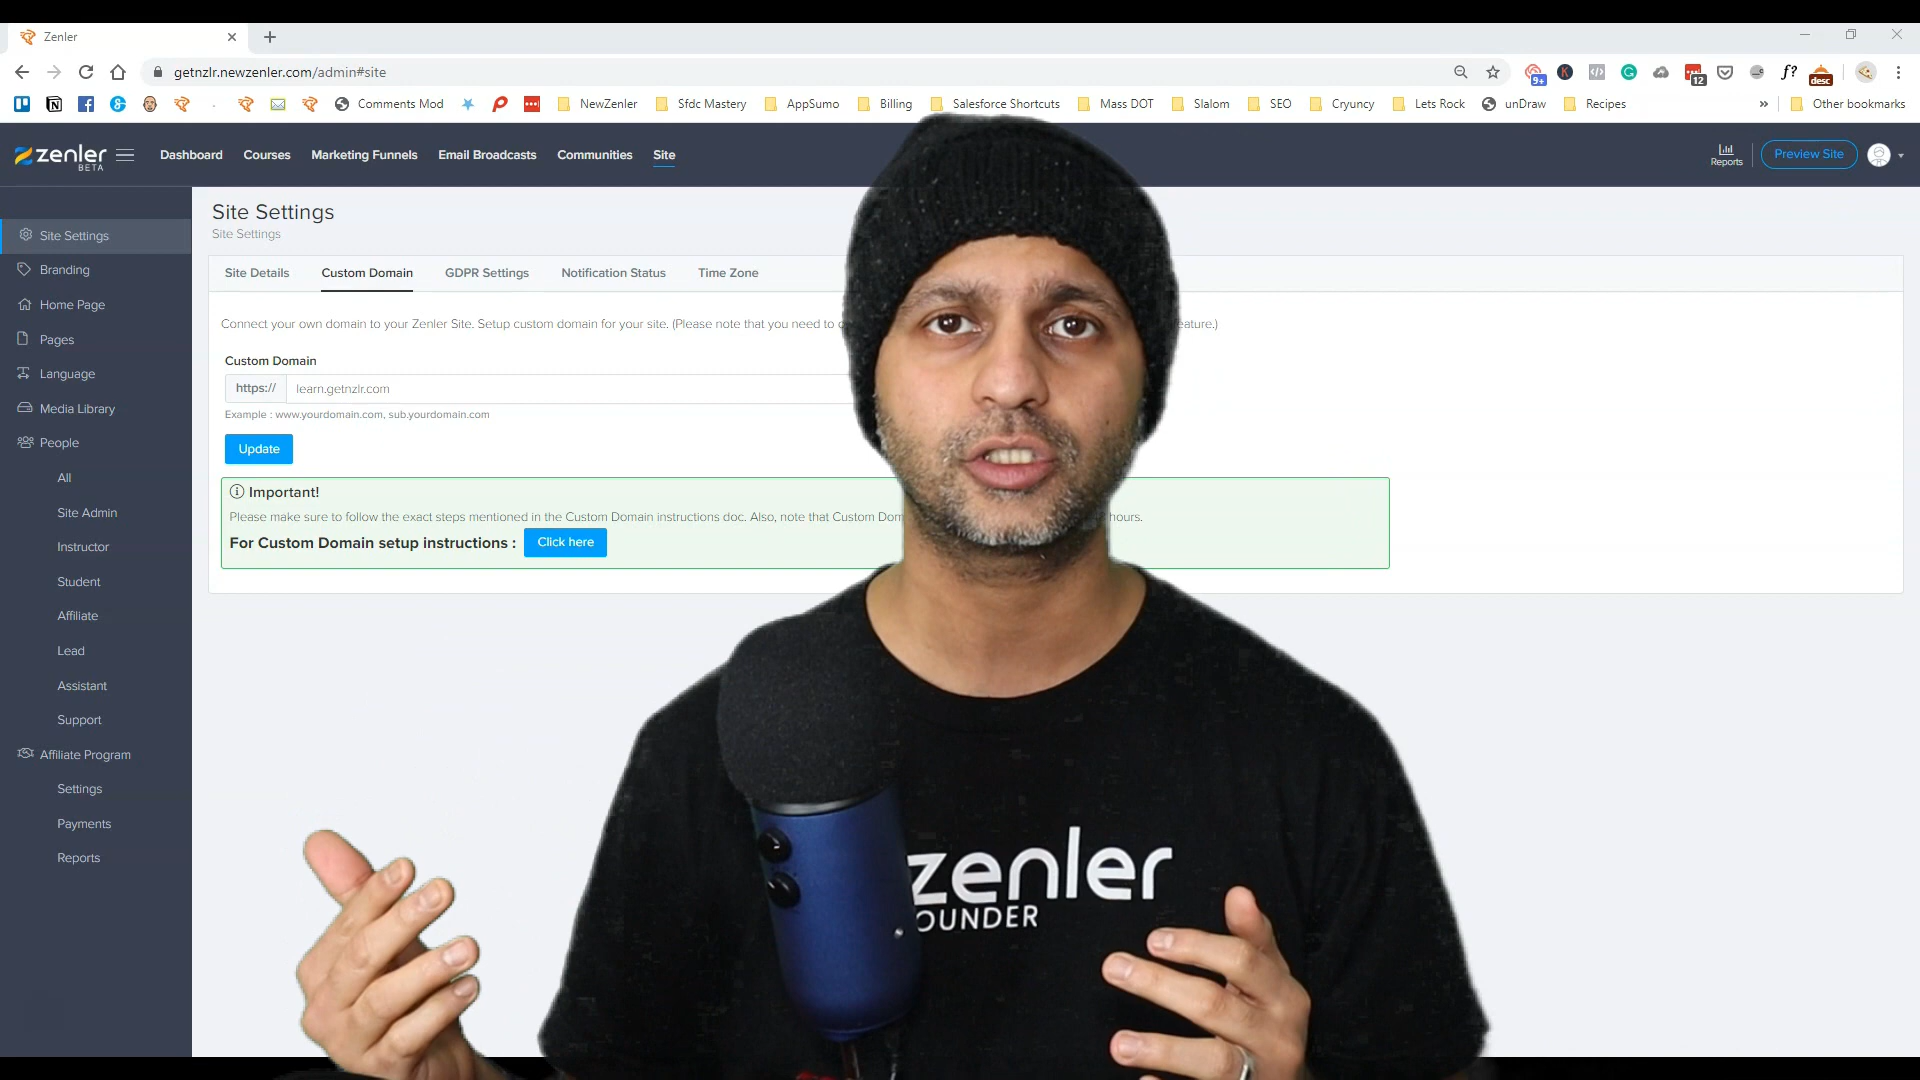 Zenler
getnzlr.newzenler.com/admin#site
9+
K
12
f?
desc
Comments Mod
NewZenler
Sfdc Mastery
AppSumo
Billing
Salesforce Shortcuts
Mass DOT
Slalom
SEO
Cryuncy
Lets Rock
unDraw
Recipes
»
Other bookmarks
zenler
BETA
Dashboard
Courses
Marketing Funnels
Email Broadcasts
Communities
Site
Reports
Preview Site
Site Settings
Branding
Home Page
Pages
Language
Media Library
People
All
Site Admin
Instructor
Student
Affiliate
Lead
Assistant
Support
Affiliate Program
Settings
Payments
Reports
Site Settings
Site Settings
Site Details
Custom Domain
GDPR Settings
Notification Status
Time Zone
Connect your own domain to your Zenler Site. Setup custom domain for your site. (Please note that you need to eature.)
Custom Domain
https://
learn.getnzlr.com
Example : www.yourdomain.com, sub.yourdomain.com
Update
Important!
Please make sure to follow the exact steps mentioned in the Custom Domain instructions doc. Also, note that Custom Dom hours.
For Custom Domain setup instructions :
Click here
zenler
OUNDER